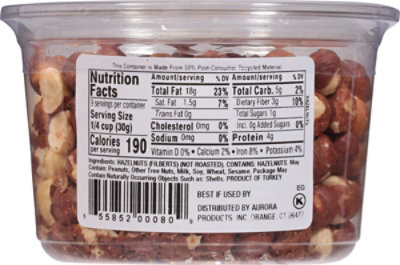 This Container is Made From 50% Post-Consumer Recycled Material.
Nutrition Facts
9 servings per container
Serving Size
1/4 cup (30g)
Calories 190
per serving
Amount/serving % DV
Total Fat 18g 23%
Sat. Fat 1.5g 7%
Trans Fat 0g
Cholesterol 0mg 0%
Sodium 0mg 0%
Amount/serving % DV
Total Carb. 5g 2%
Dietary Fiber 3g 10%
Total Sugars 1g
Incl. 0g Added Sugars 0%
Protein 4g
Vitamin D 0% • Calcium 2% • Iron 8% • Potassium 4%
HAZELNUTS
Ingredients: HAZELNUTS (FILBERTS) (NOT ROASTED). CONTAINS: HAZELNUTS. May
Contain: Peanuts, Other Tree Nuts, Milk, Soy, Wheat, Sesame. Package May
Contain Naturally Occurring Objects Such as: Shells. PRODUCT OF TURKEY.
55852 00080
BEST IF USED BY
EG
DISTRIBUTED BY AURORA
PRODUCTS, INC ORANGE, CT 06477